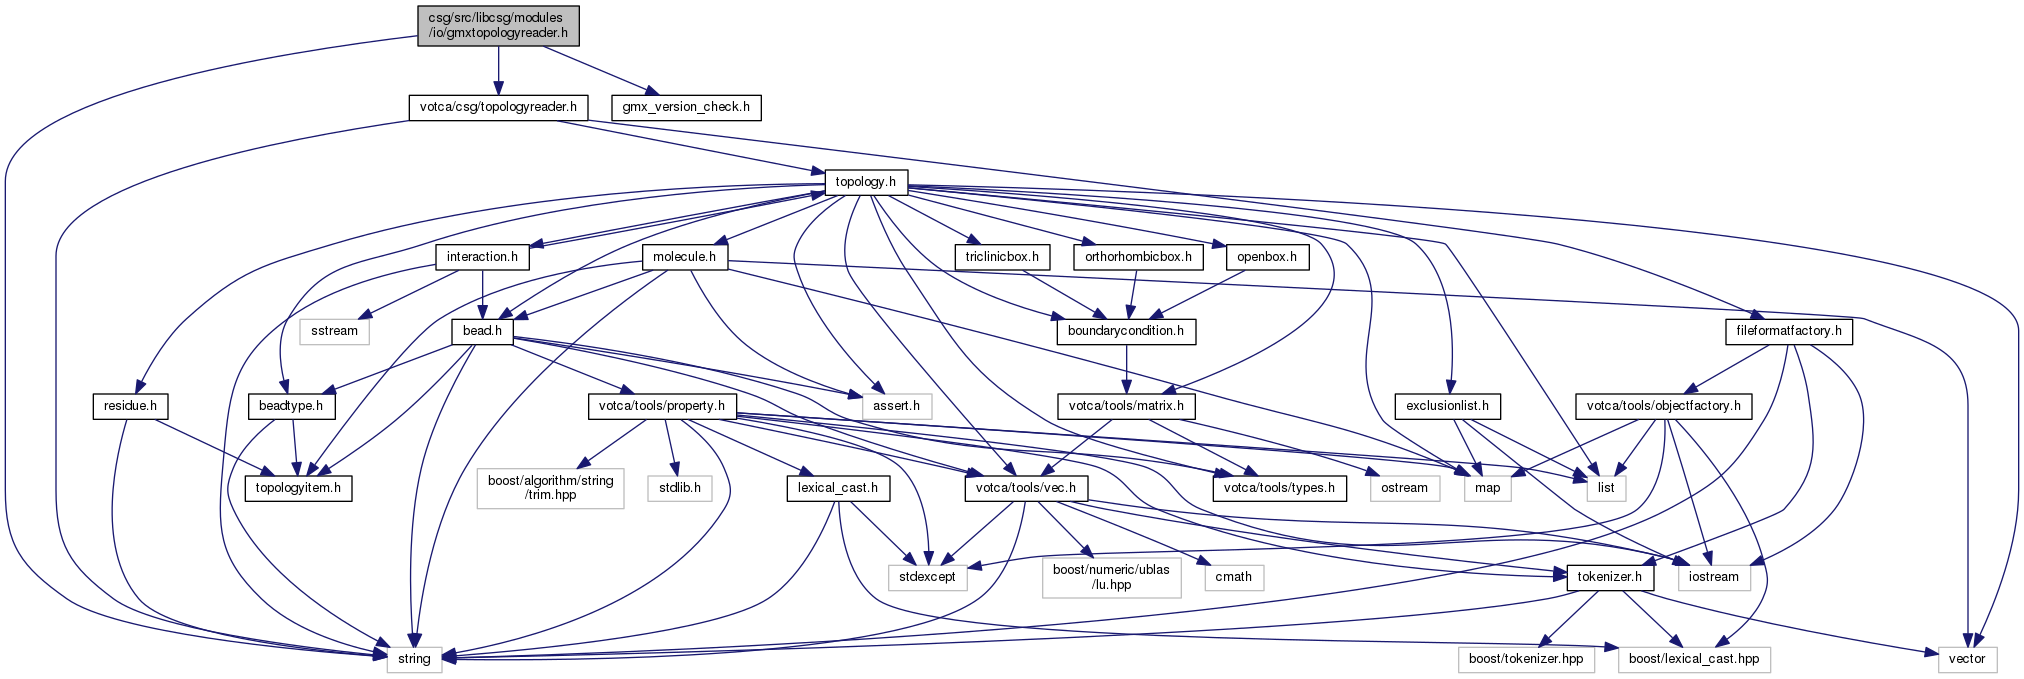 csg/src/libcsg/modules
/io/gmxtopologyreader.h
votca/csg/topologyreader.h
gmx_version_check.h
topology.h
interaction.h
molecule.h
triclinicbox.h
orthorhombicbox.h
openbox.h
sstream
bead.h
boundarycondition.h
fileformatfactory.h
residue.h
beadtype.h
votca/tools/property.h
assert.h
votca/tools/matrix.h
exclusionlist.h
votca/tools/objectfactory.h
topologyitem.h
boost/algorithm/string
/trim.hpp
stdlib.h
lexical_cast.h
votca/tools/vec.h
votca/tools/types.h
ostream
map
list
stdexcept
boost/numeric/ublas
/lu.hpp
cmath
tokenizer.h
iostream
string
boost/tokenizer.hpp
boost/lexical_cast.hpp
vector